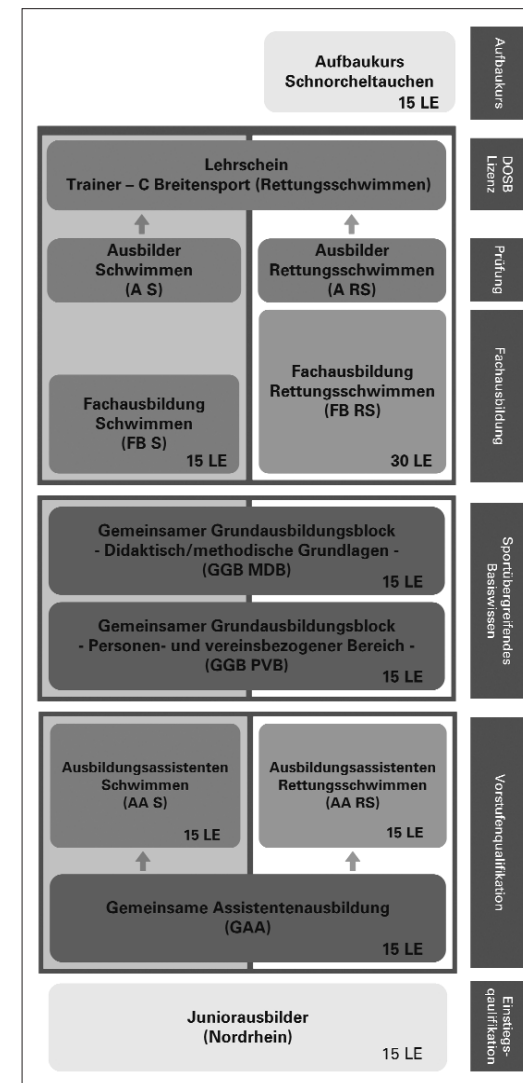 Aufbaukurs
Schnorcheltauchen
15 LE
Aufbaukurs
Lehrschein
Trainer – C Breitensport (Rettungsschwimmen)
DOSB
Lizenz
Ausbilder
Schwimmen
(A S)
Ausbilder
Rettungsschwimmen
(A RS)
Prüfung
Fachausbildung
Schwimmen
(FB S)
15 LE
Fachausbildung
Rettungsschwimmen
(FB RS)
30 LE
Fachausbildung
Gemeinsamer Grundausbildungsblock
- Didaktisch/methodische Grundlagen -
(GGB MDB)
15 LE
Gemeinsamer Grundausbildungsblock
- Personen- und vereinsbezogener Bereich -
(GGB PVB)
15 LE
Sportübergreifendes
Basiswissen
Ausbildungsassistenten
Schwimmen
(AA S)
15 LE
Ausbildungsassistenten
Rettungsschwimmen
(AA RS)
15 LE
Gemeinsame Assistentenausbildung
(GAA)
15 LE
Vorstufenqualifikation
Juniorausbilder
(Nordrhein)
15 LE
Einstiegs-
qaulifikation